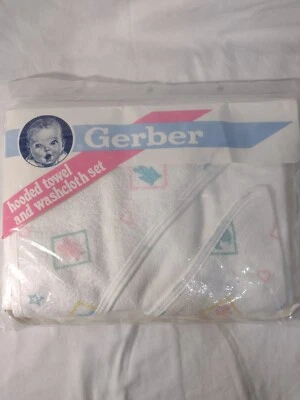 Gerber
hooded towel
and washcloth set